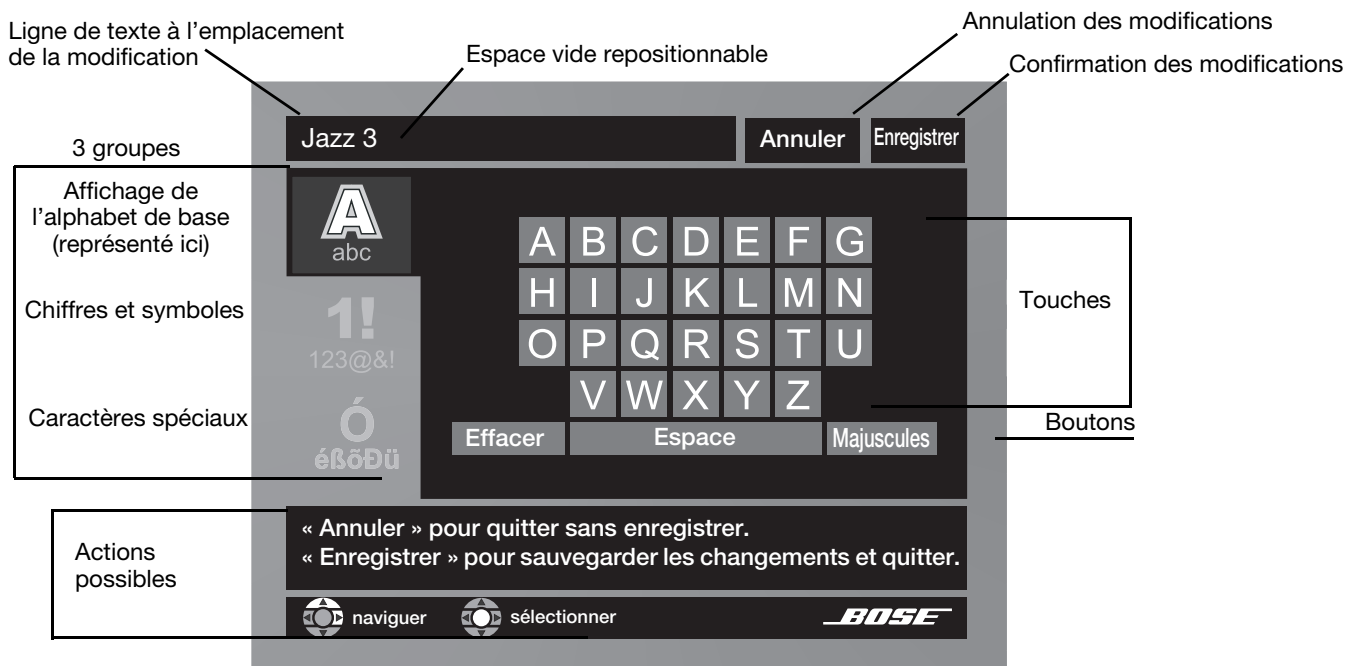 Ligne de texte à l’emplacement
de la modification
Espace vide repositionnable
Annulation des modifications
Confirmation des modifications
Jazz 3
Annuler
Enregistrer
3 groupes
Affichage de
l’alphabet de base
(représenté ici)
A
abc
A B C D E F G
H I J K L M N
O P Q R S T U
V W X Y Z
Touches
Chiffres et symboles
1!
123@&!
Caractères spéciaux
Ó
éßõÐü
Effacer
Espace
Majuscules
Boutons
Actions
possibles
« Annuler » pour quitter sans enregistrer.
« Enregistrer » pour sauvegarder les changements et quitter.
naviguer
sélectionner
BOSE